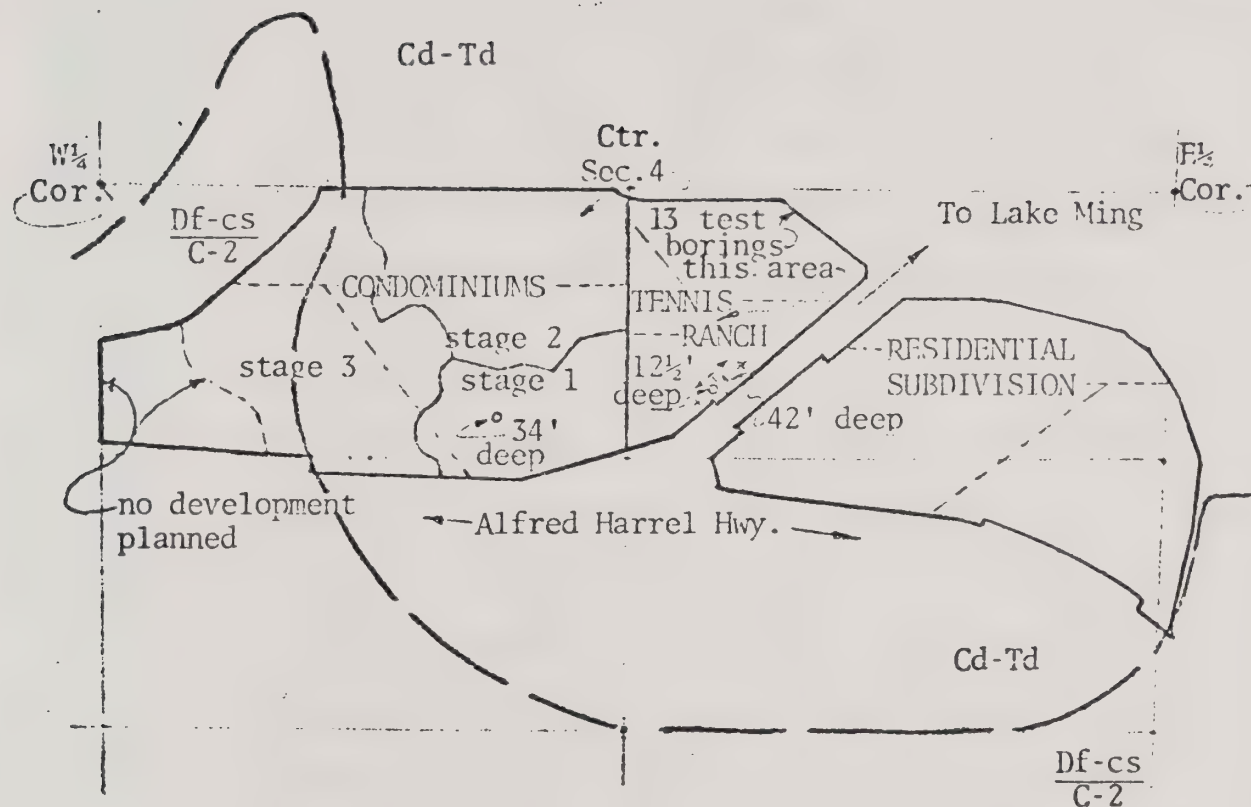 Cd-Td
W¼
Cor.
Ctr.
Sec.4
E¼
Cor.
Df-cs
C-2
13 test
borings
this area
To Lake Ming
CONDOMINIUMS
TENNIS
RANCH
stage 2
stage 1
stage 3
12½'
deep
RESIDENTIAL
SUBDIVISION
34'
deep
42' deep
no development
planned
Alfred Harrel Hwy.
Cd-Td
Df-cs
C-2